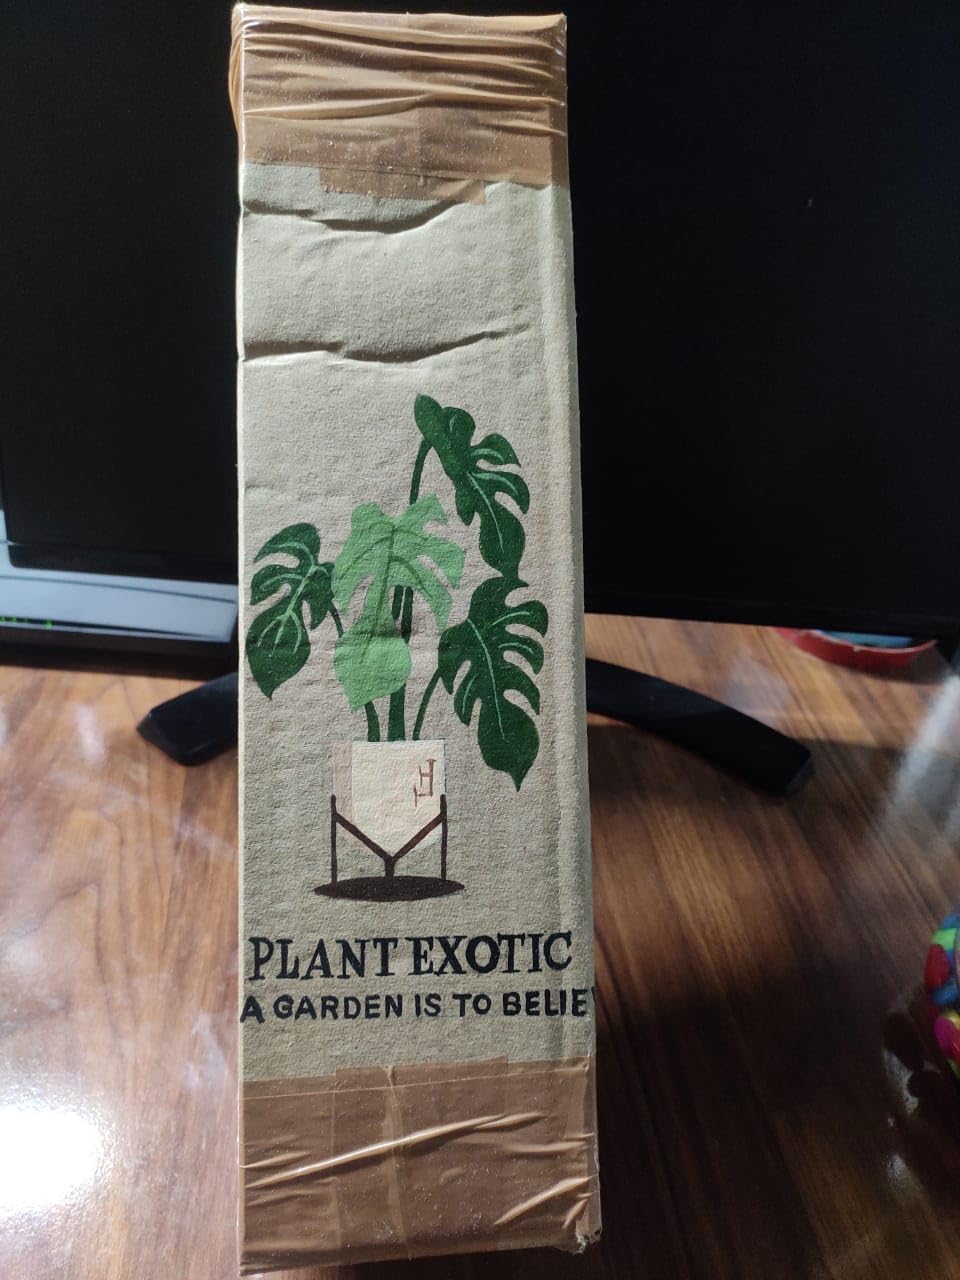 PLANT EXOTIC
A GARDEN IS TO BELIE